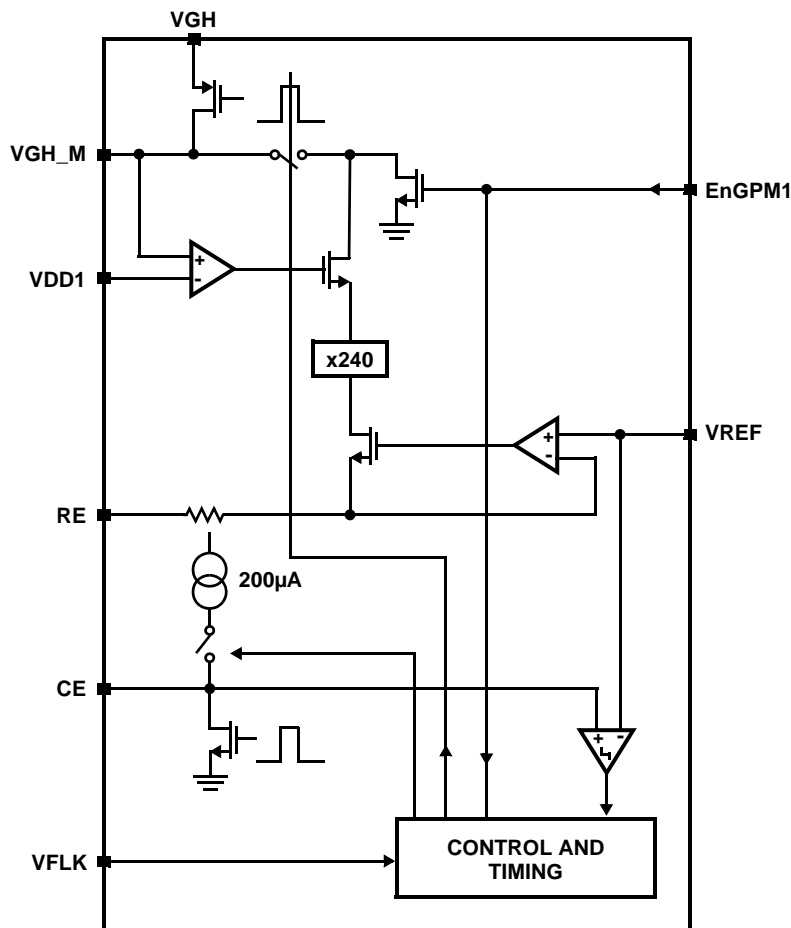 VGH
VGH_M
EnGPM1
+
-
VDD1
x240
+
-
VREF
RE
200µA
CE
+ -
CONTROL AND
TIMING
VFLK